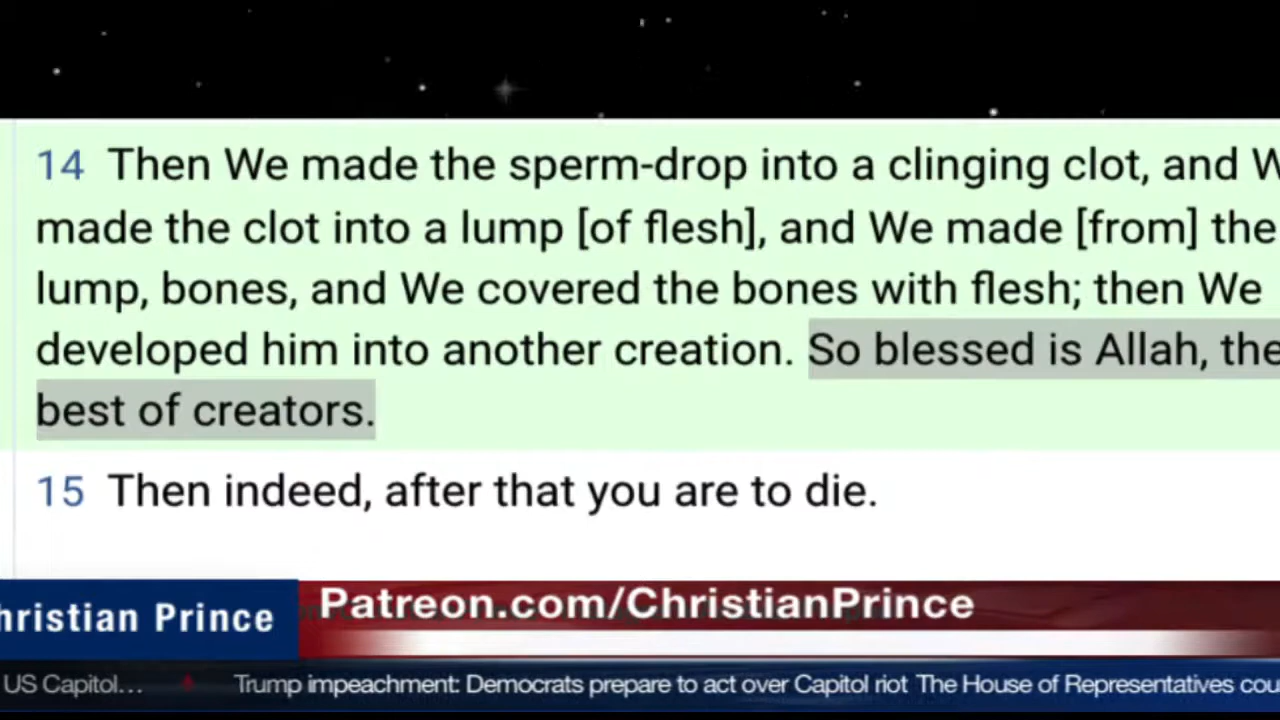 14 Then We made the sperm-drop into a clinging clot, and W
made the clot into a lump [of flesh], and We made [from] the
lump, bones, and We covered the bones with flesh; then We
developed him into another creation. So blessed is Allah, the
best of creators.
15 Then indeed, after that you are to die.
hristian Prince
Patreon.com/ChristianPrince
US Capitol... Trump impeachment: Democrats prepare to act over Capitol riot The House of Representatives cou